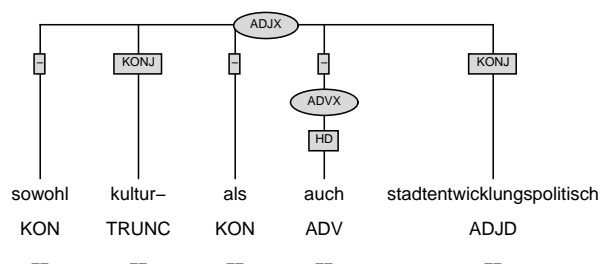 ADJX
– KONJ – – KONJ
ADVX
HD
sowohl kultur– als auch stadtentwicklungspolitisch
KON TRUNC KON ADV ADJD
-- -- -- -- --